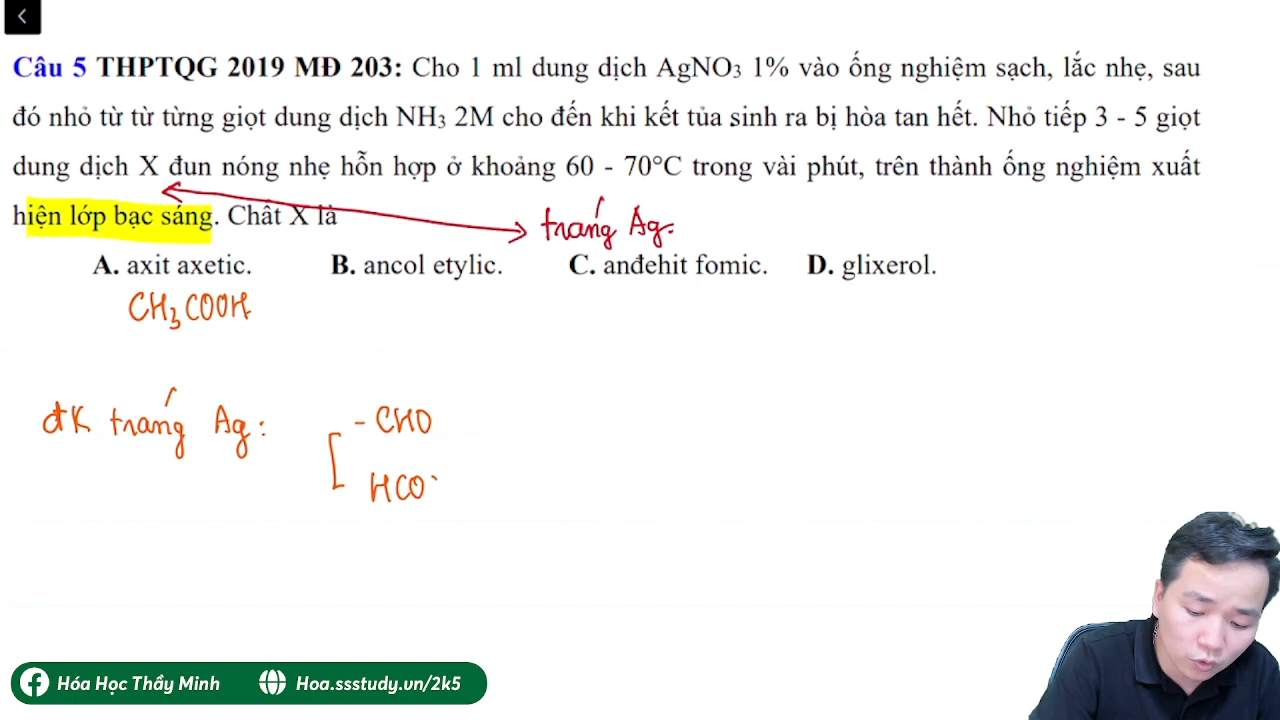 Câu 5 THPTQG 2019 MĐ 203: Cho 1 ml dung dịch AgNO₃ 1% vào ống nghiệm sạch, lắc nhẹ, sau
đó nhỏ từ từ từng giọt dung dịch NH₃ 2M cho đến khi kết tủa sinh ra bị hòa tan hết. Nhỏ tiếp 3 - 5 giọt
dung dịch X đun nóng nhẹ hỗn hợp ở khoảng 60 - 70°C trong vài phút, trên thành ống nghiệm xuất
hiện lớp bạc sáng. Chât X là
tráng Ag.
A. axit axetic. B. ancol etylic. C. anđehit fomic. D. glixerol.
CH₃COOH
đK tráng Ag:
- CHO
HCO
Hóa Học Thầy Minh
Hoa.ssstudy.vn/2k5